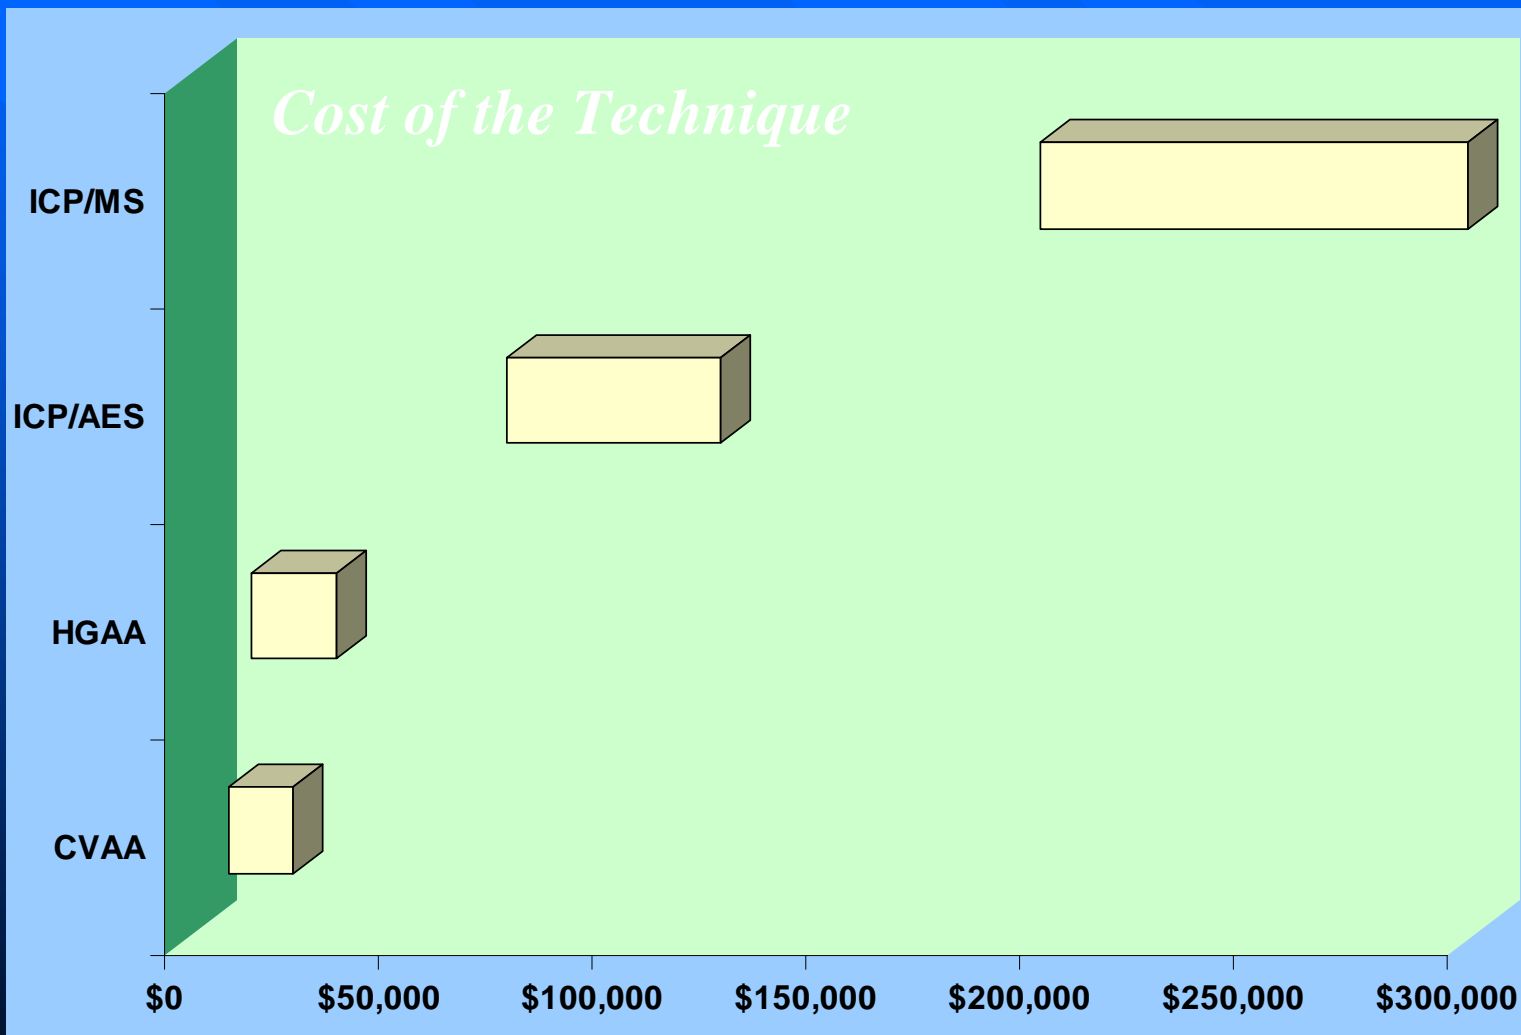 Cost of the Technique
ICP/MS
ICP/AES
HGAA
CVAA
$0 $50,000 $100,000 $150,000 $200,000 $250,000 $300,000